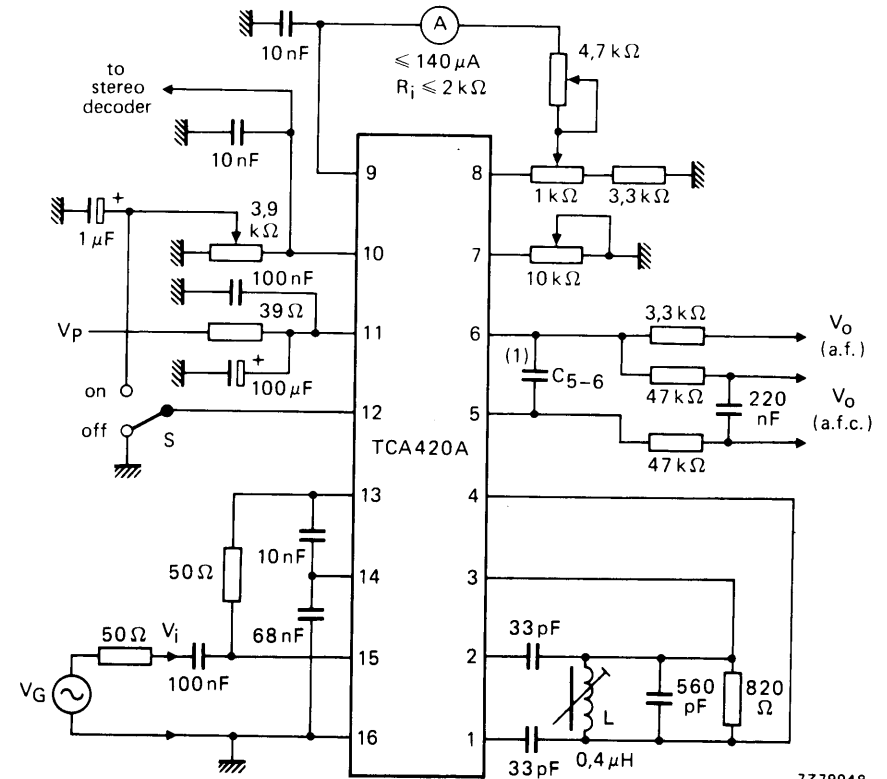 A
10 nF
≤ 140 μA
R_i ≤ 2 kΩ
4,7 kΩ
to
stereo
decoder
10 nF
9
8
1 kΩ
3,3 kΩ
+
1 μF
3,9
kΩ
10
7
10 kΩ
100 nF
39 Ω
V_P
11
6
3,3 kΩ
V_o
(a.f.)
(1)
C_5–6
+
100 μF
47 kΩ
220
nF
V_o
(a.f.c.)
on
off
S
12
5
TCA420A
47 kΩ
13
4
10 nF
50 Ω
14
3
68 nF
33 pF
50 Ω
V_i
15
2
100 nF
V_G
560
pF
820
Ω
L
16
1
0,4 μH
33 pF